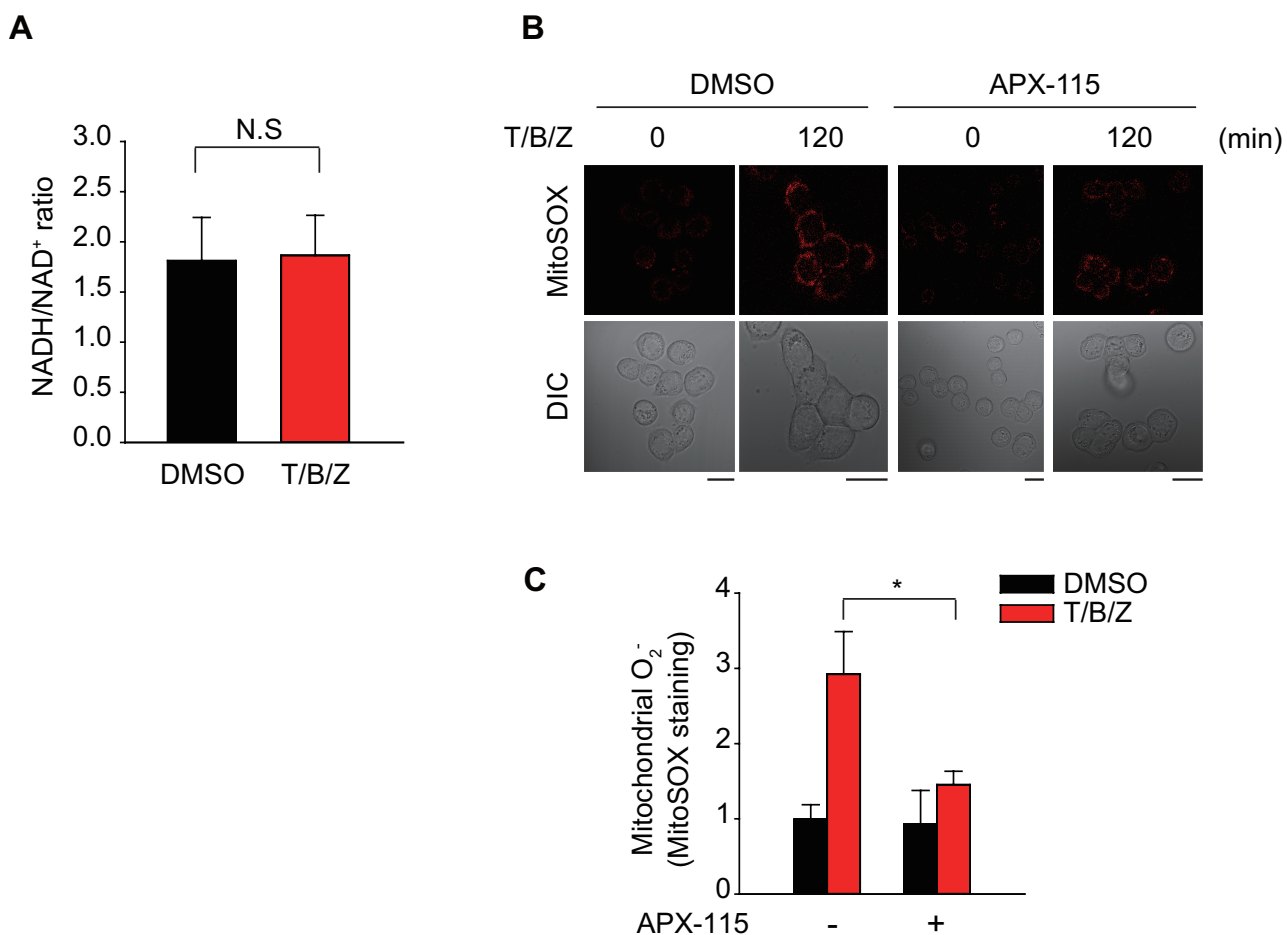 A
N.S
3.0
2.5
2.0
1.5
1.0
0.5
0.0
NADH/NAD⁺ ratio
DMSO T/B/Z
B
DMSO APX-115
T/B/Z 0 120 0 120 (min)
MitoSOX
DIC
C
*
DMSO
T/B/Z
4
3
2
1
0
Mitochondrial O₂⁻
(MitoSOX staining)
APX-115 - +